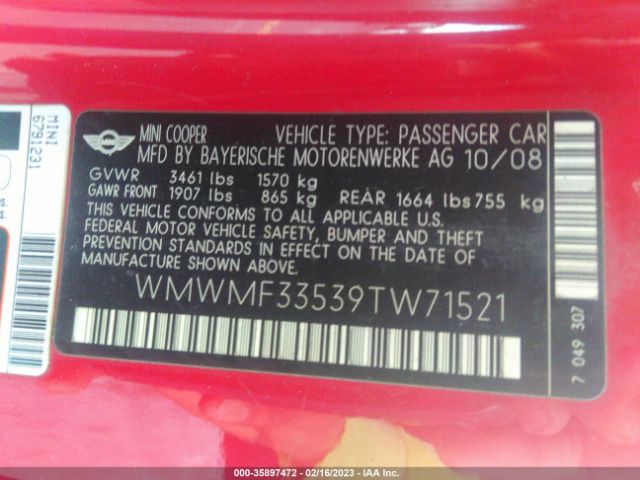 MINI COOPER VEHICLE TYPE: PASSENGER CAR
MFD BY BAYERISCHE MOTORENWERKE AG 10/08
GVWR 3461 lbs 1570 kg
GAWR FRONT 1907 lbs 865 kg REAR 1664 lbs 755 kg
THIS VEHICLE CONFORMS TO ALL APPLICABLE U.S.
FEDERAL MOTOR VEHICLE SAFETY, BUMPER AND THEFT
PREVENTION STANDARDS IN EFFECT ON THE DATE OF
MANUFACTURE SHOWN ABOVE.
WMWMF33539TW71521
7 049 307
MINI
6791231
000-35897472 - 02/16/2023 - IAA Inc.